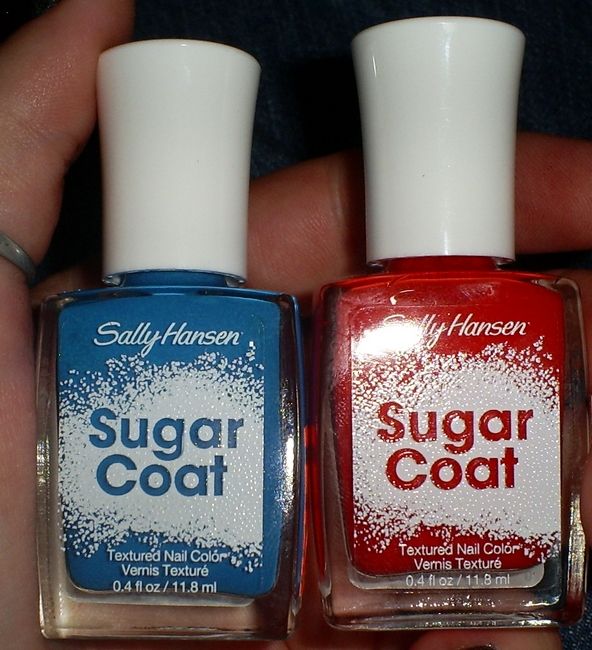 Sally Hansen
Sugar
Coat
Textured Nail Color
Vernis Texturé
0.4 fl oz / 11.8 ml
Sally Hansen
Sugar
Coat
Textured Nail Color
Vernis Texturé
0.4 fl oz / 11.8 ml